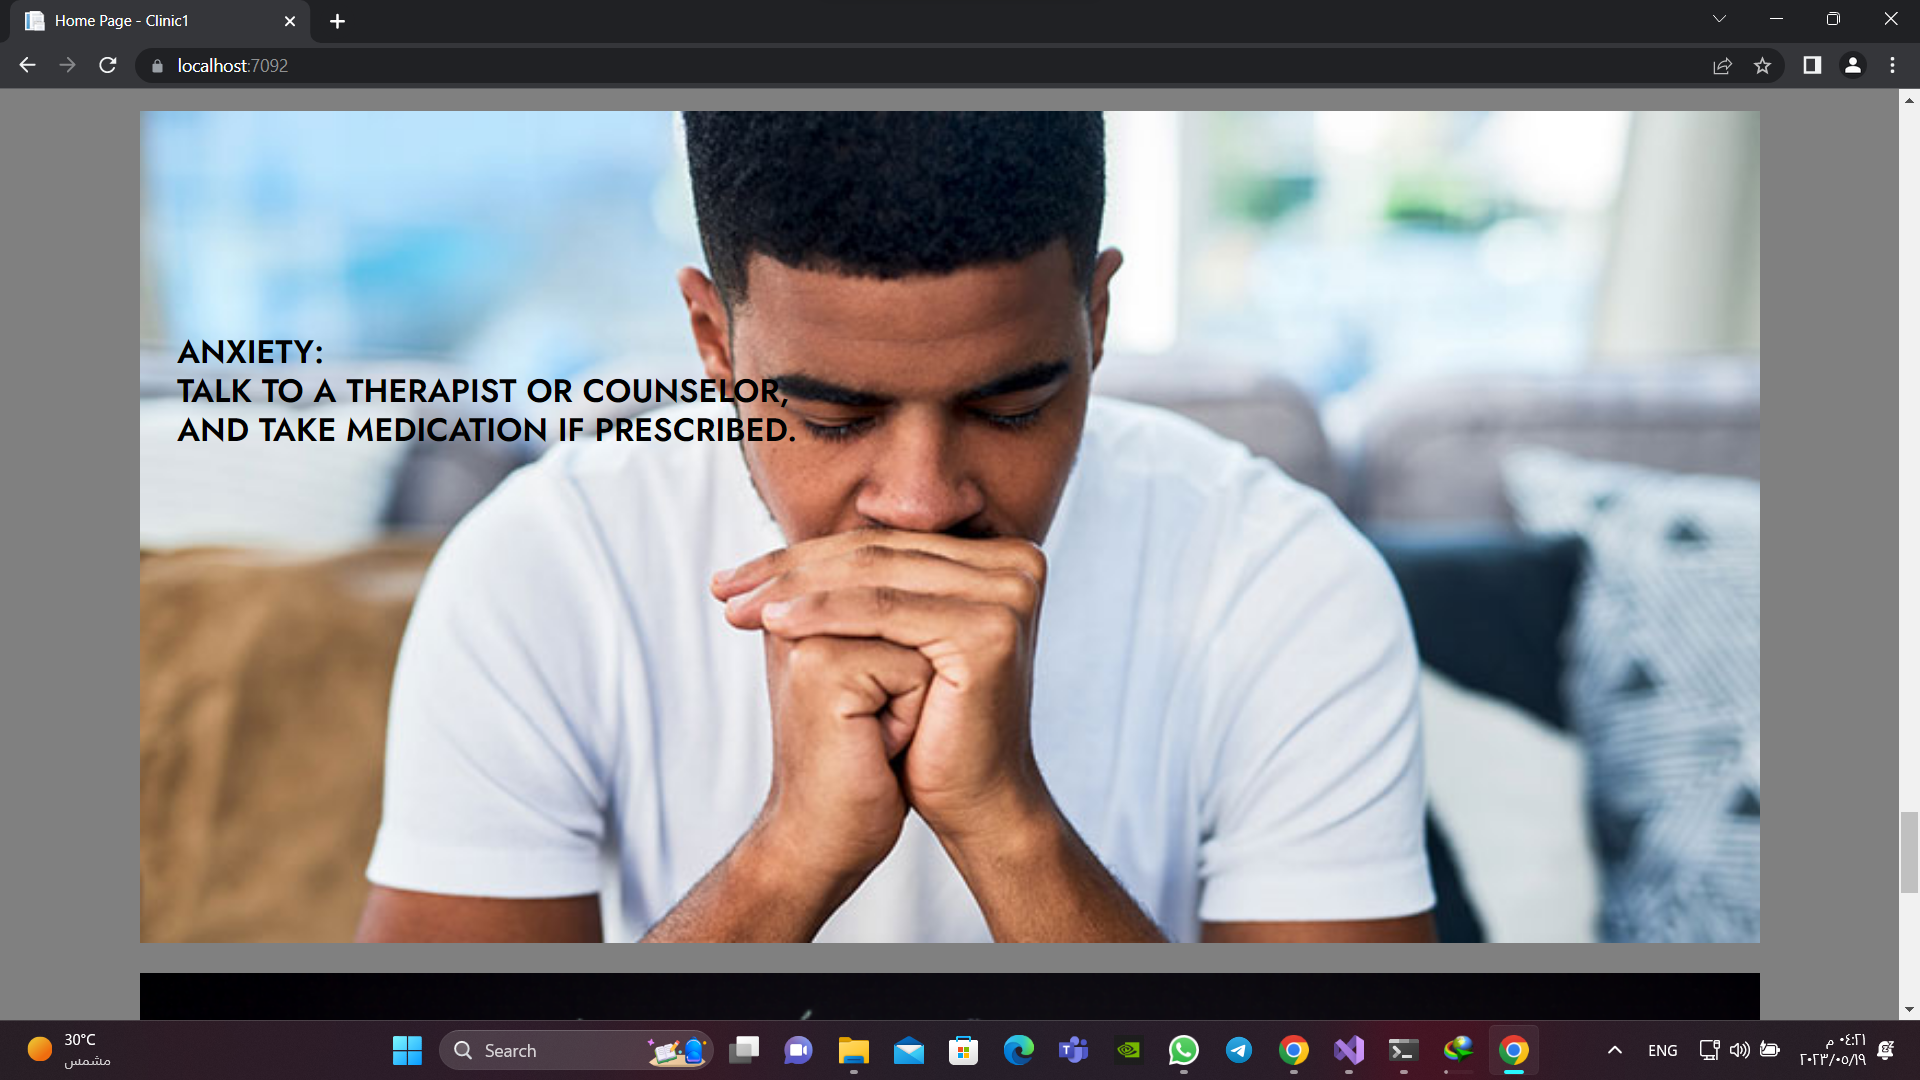 Home Page - Clinic1
localhost:7092
ANXIETY:
TALK TO A THERAPIST OR COUNSELOR,
AND TAKE MEDICATION IF PRESCRIBED.
30°C
مشمس
Search
ENG
٠٤:٢١ م
٢٠٢٣/٠٥/١٩